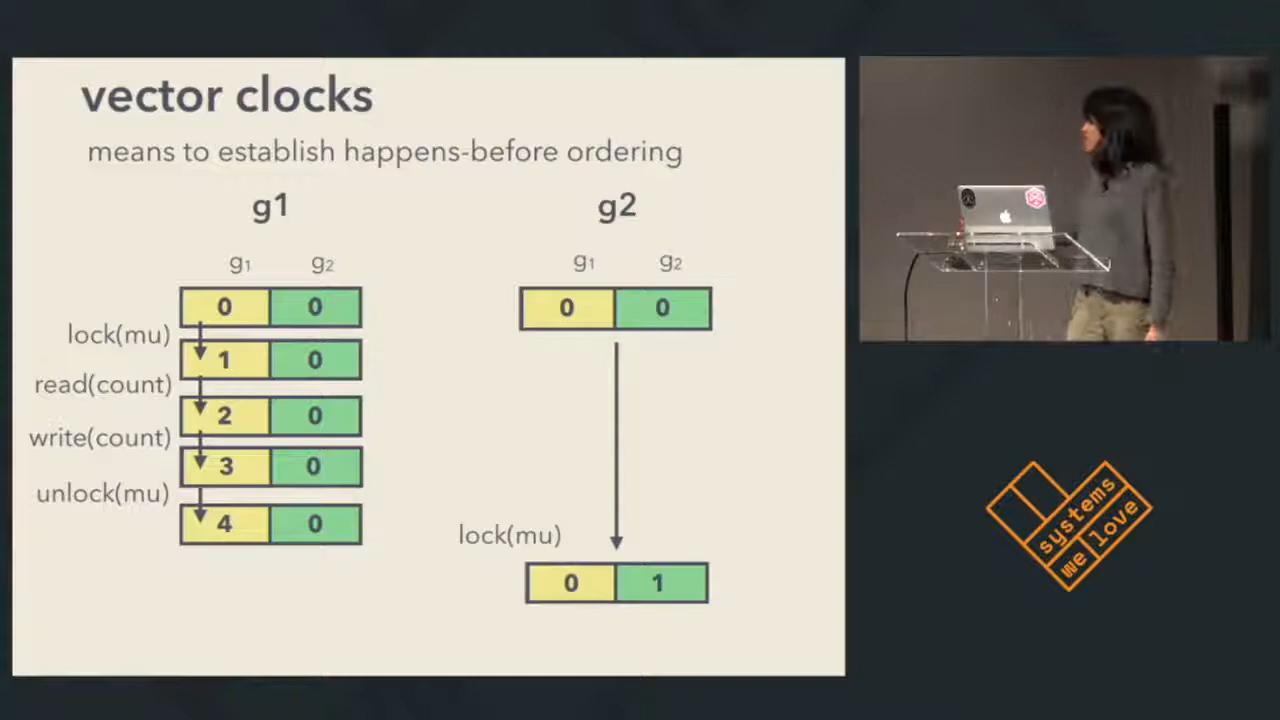 vector clocks
means to establish happens-before ordering
g1
g2
g1 g2
g1 g2
0 0
0 0
lock(mu)
1 0
read(count)
2 0
write(count)
3 0
unlock(mu)
4 0
lock(mu)
0 1
systems
we love